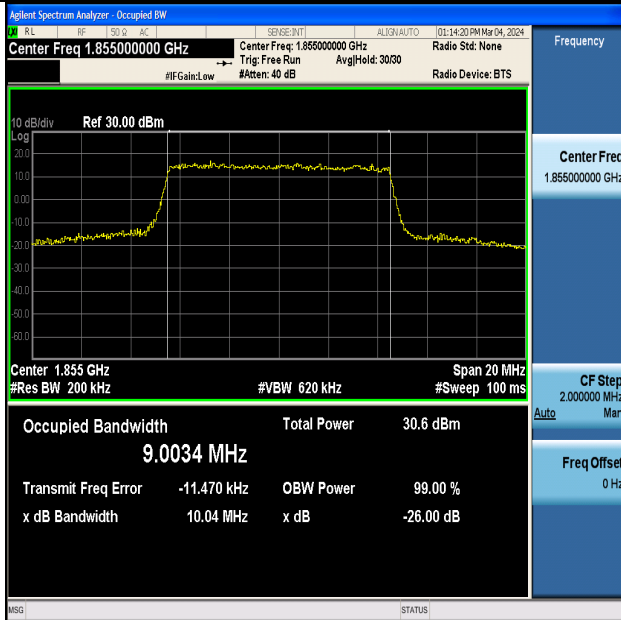 Agilent Spectrum Analyzer - Occupied BW
LXI RL RF 50 Ω AC SENSE:INT ALIGN AUTO 01:14:20 PM Mar 04, 2024
Center Freq 1.855000000 GHz
Center Freq: 1.855000000 GHz
Radio Std: None
Trig: Free Run Avg|Hold: 30/30
#IFGain:Low
#Atten: 40 dB
Radio Device: BTS
10 dB/div Ref 30.00 dBm
Log
20.0
10.0
0.00
-10.0
-20.0
-30.0
-40.0
-50.0
-60.0
Center 1.855 GHz Span 20 MHz
#Res BW 200 kHz #VBW 620 kHz #Sweep 100 ms
Occupied Bandwidth Total Power 30.6 dBm
9.0034 MHz
Transmit Freq Error -11.470 kHz OBW Power 99.00 %
x dB Bandwidth 10.04 MHz x dB -26.00 dB
MSG STATUS
Frequency
Center Freq
1.855000000 GHz
CF Step
2.000000 MHz
Auto Man
Freq Offset
0 Hz